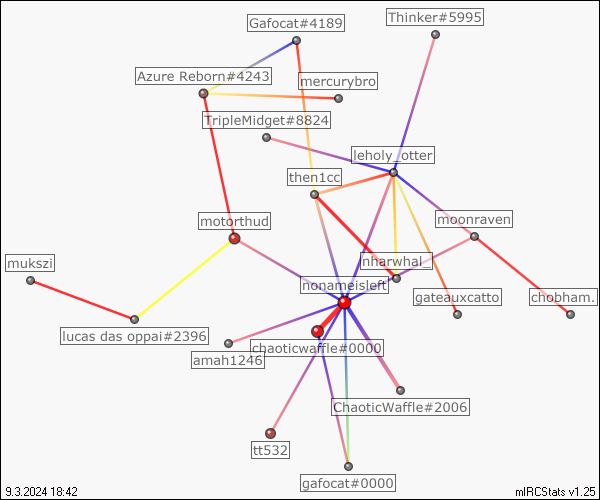 Thinker#5995
Gafocat#4189
Azure Reborn#4243
mercurybro
TripleMidget#8824
leholy_otter
then1cc
motorthud
moonraven
nharwhal_
mukszi
nonameisleft
gateauxcatto
chobham.
lucas das oppai#2396
chaoticwaffle#0000
amah1246
ChaoticWaffle#2006
tt532
gafocat#0000
9.3.2024 18:42
mIRCStats v1.25